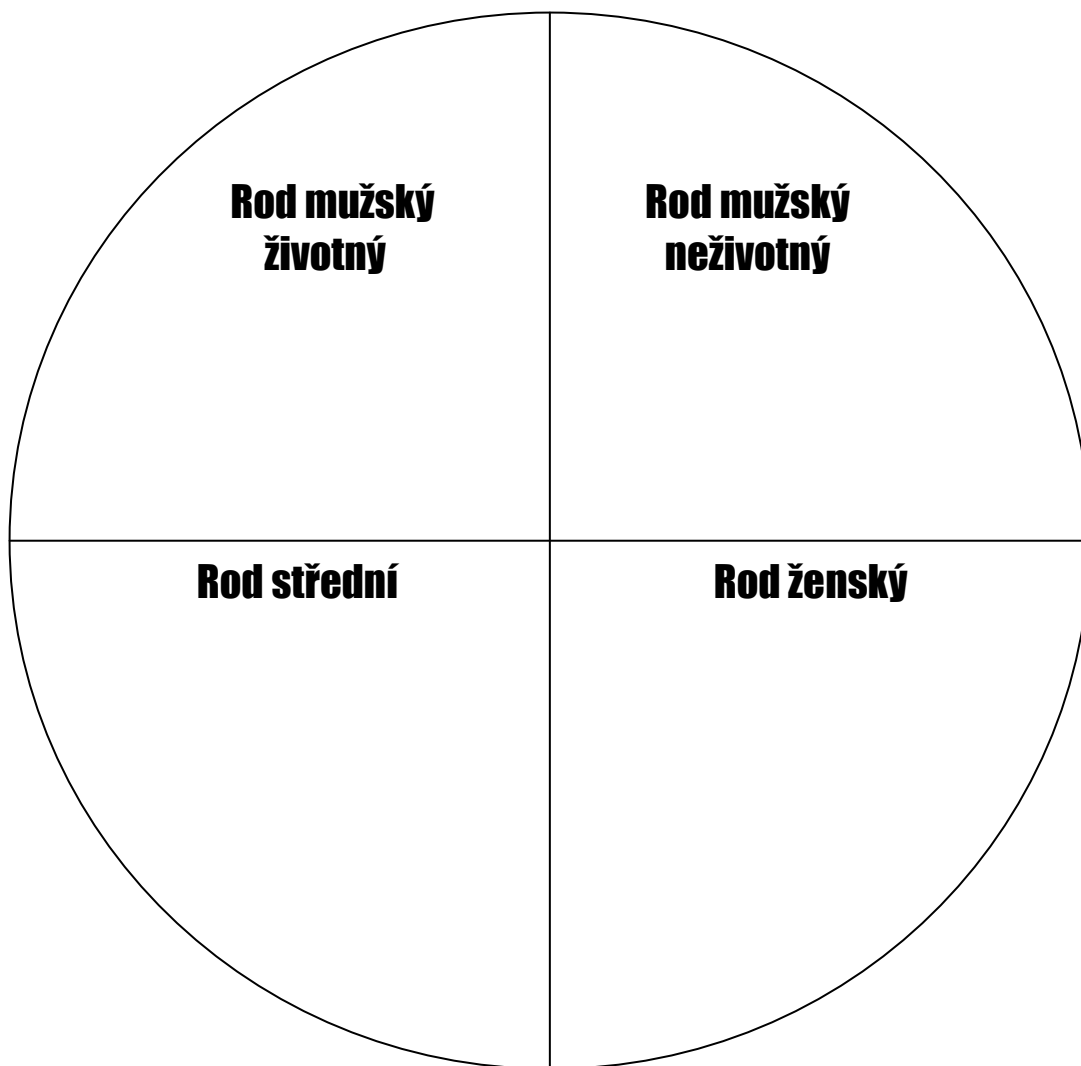 Rod mužský
životný
Rod mužský
neživotný
Rod střední
Rod ženský